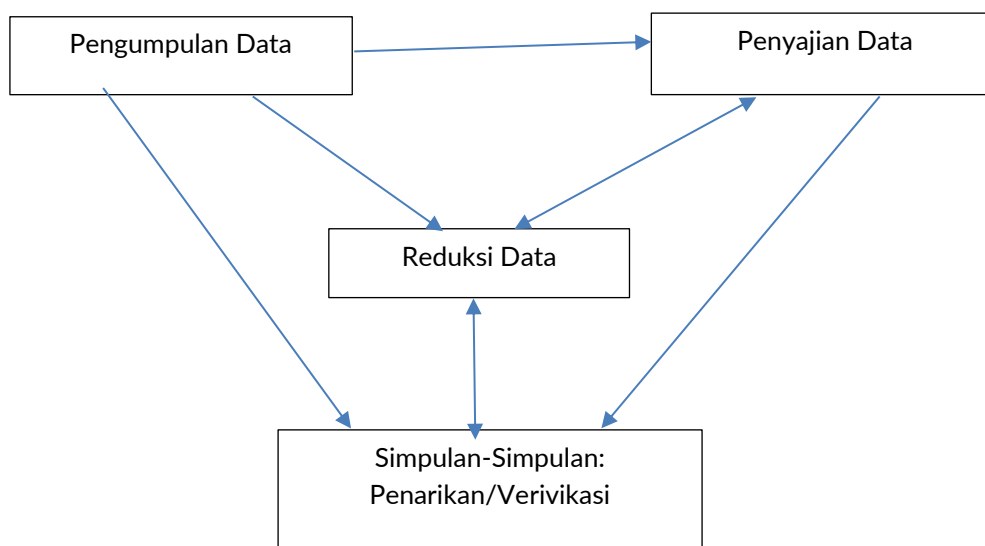 Pengumpulan Data
Penyajian Data
Reduksi Data
Simpulan-Simpulan:
Penarikan/Verivikasi